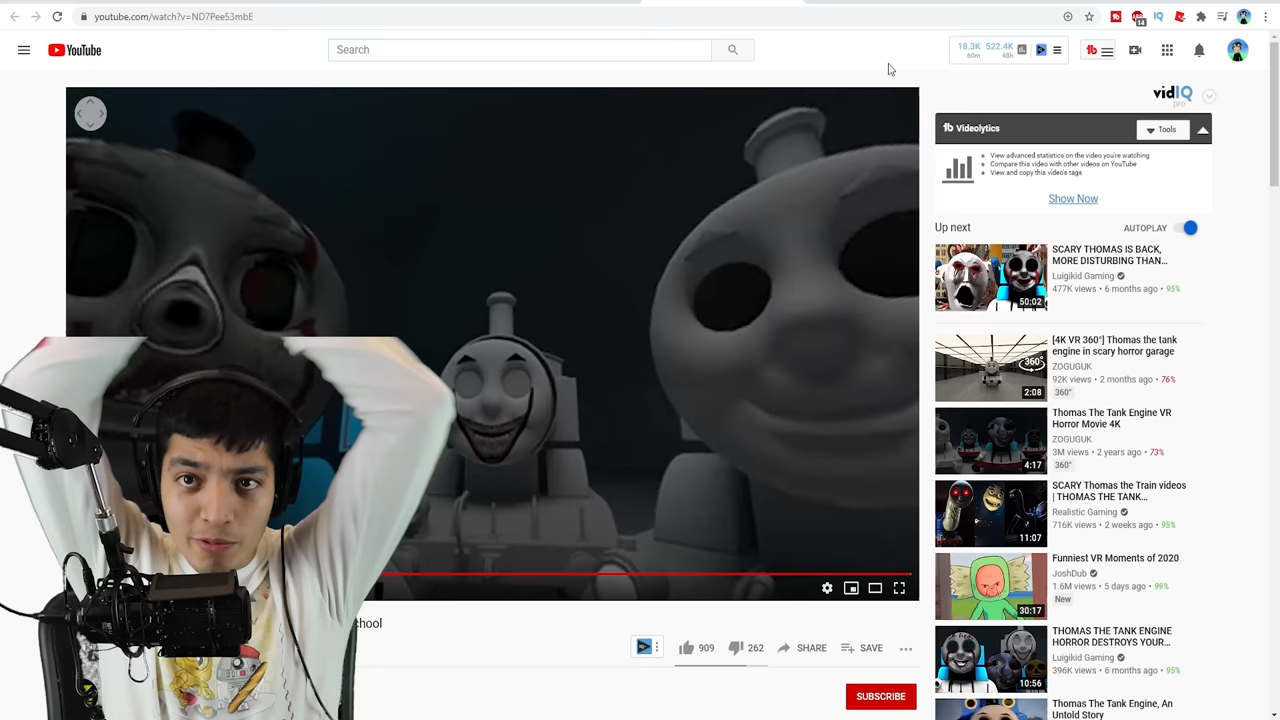 youtube.com/watch?v=ND7Pee53mbE
14
IQ
YouTube
Search
18.3K 522.4K
60m 48h
vidIQ
pro
Videolytics
Tools
View advanced statistics on the video you're watching
Compare this video with other videos on YouTube
View and copy this video's tags
Show Now
Up next
AUTOPLAY
SCARY THOMAS IS BACK,
MORE DISTURBING THAN…
Luigikid Gaming
477K views • 6 months ago • 95%
50:02
[4K VR 360°] Thomas the tank
engine in scary horror garage
ZOGUGUK
92K views • 2 months ago • 76%
360°
360°
2:08
Thomas The Tank Engine VR
Horror Movie 4K
ZOGUGUK
3M views • 2 years ago • 73%
360°
4:17
SCARY Thomas the Train videos
| THOMAS THE TANK…
Realistic Gaming
716K views • 2 weeks ago • 95%
11:07
Funniest VR Moments of 2020
JoshDub
1.6M views • 5 days ago • 99%
New
30:17
THOMAS THE TANK ENGINE
HORROR DESTROYS YOUR…
Luigikid Gaming
396K views • 6 months ago • 95%
10:56
Thomas The Tank Engine, An
Untold Story
chool
909
262
SHARE
SAVE
SUBSCRIBE